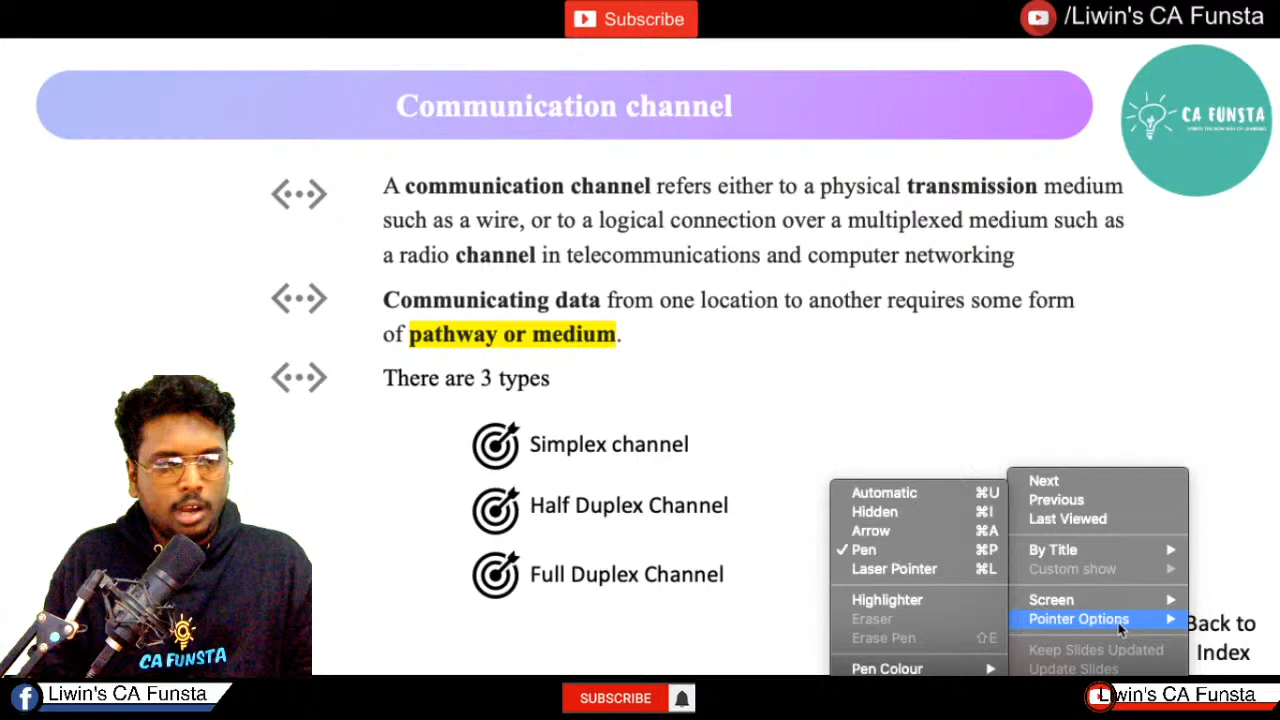 Subscribe
/Liwin's CA Funsta
Communication channel
CA FUNSTA
A communication channel refers either to a physical transmission medium
such as a wire, or to a logical connection over a multiplexed medium such as
a radio channel in telecommunications and computer networking
Communicating data from one location to another requires some form
of pathway or medium.
There are 3 types
Simplex channel
Half Duplex Channel
Full Duplex Channel
Automatic ⌘U
Hidden ⌘I
Arrow ⌘A
✓ Pen ⌘P
Laser Pointer ⌘L
Highlighter
Eraser
Erase Pen ⇧E
Pen Colour
Next
Previous
Last Viewed
By Title
Custom show
Screen
Pointer Options
Keep Slides Updated
Update Slides
Back to
Index
CA FUNSTA
Liwin's CA Funsta
SUBSCRIBE
Liwin's CA Funsta